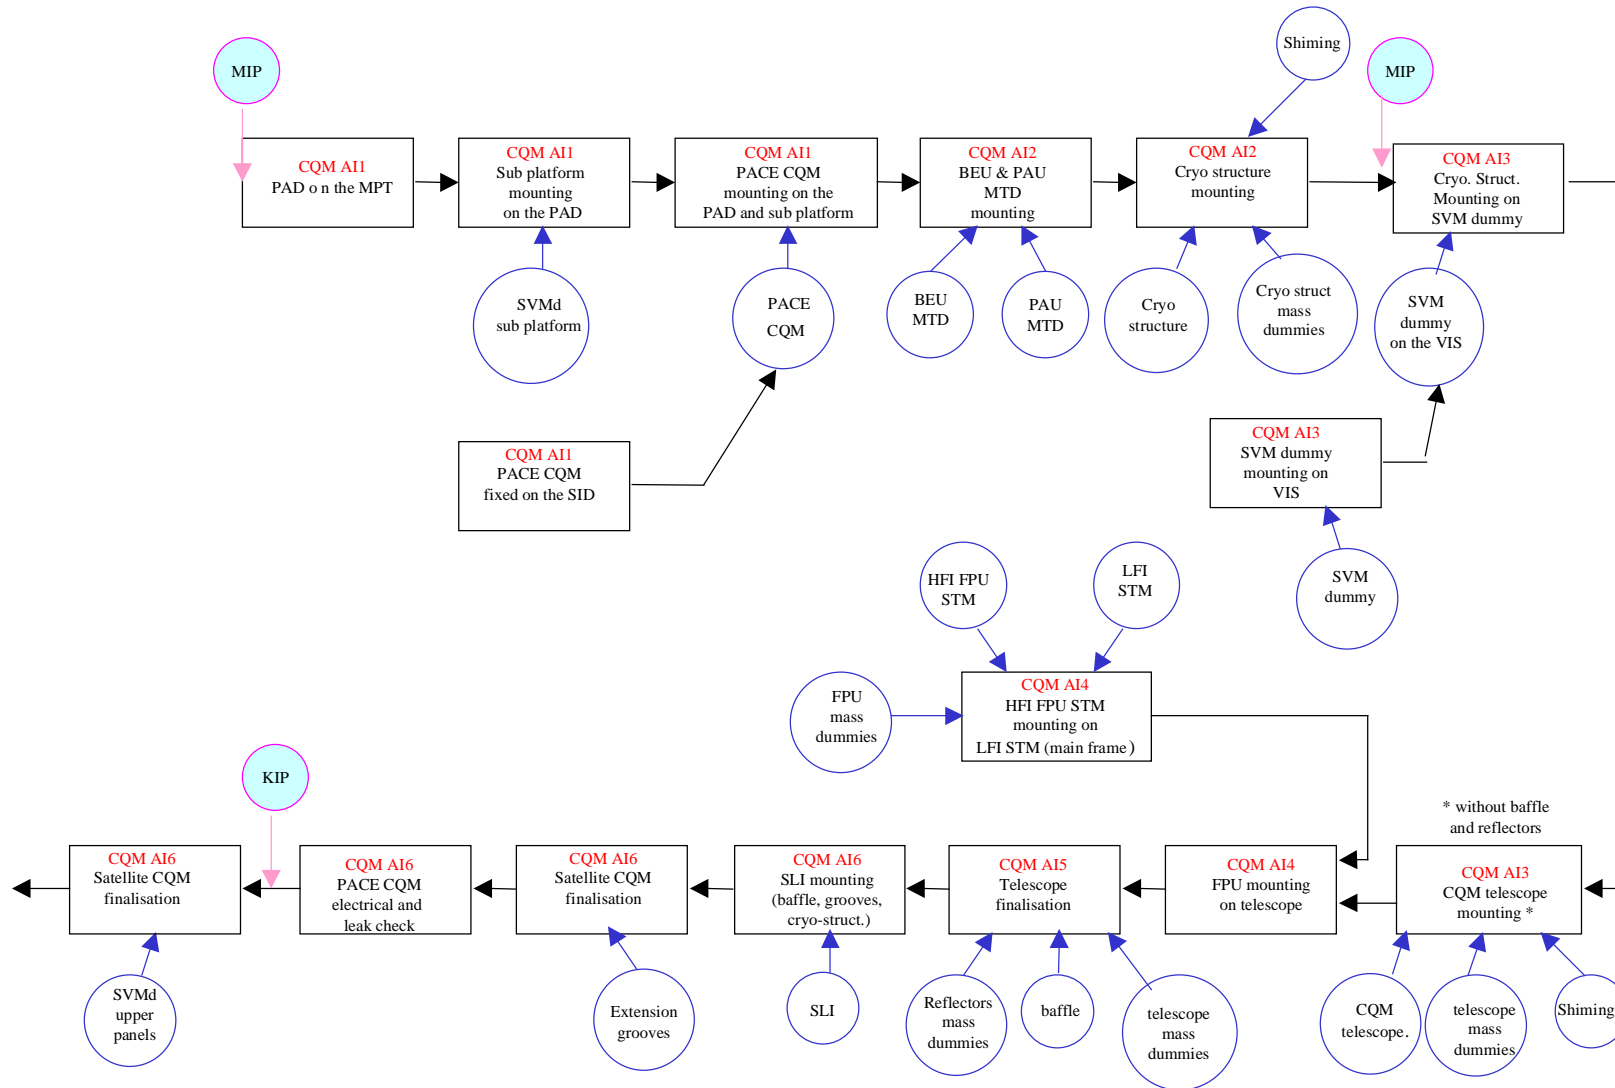 Shiming
MIP
MIP
CQM AI1
PAD o n the MPT
CQM AI1
Sub platform
mounting
on the PAD
CQM AI1
PACE CQM
mounting on the
PAD and sub platform
CQM AI2
BEU & PAU
MTD
mounting
CQM AI2
Cryo structure
mounting
CQM AI3
Cryo. Struct.
Mounting on
SVM dummy
SVMd
sub platform
PACE
CQM
BEU
MTD
PAU
MTD
Cryo
structure
Cryo struct
mass
dummies
SVM
dummy
on the VIS
CQM AI1
PACE CQM
fixed on the SID
CQM AI3
SVM dummy
mounting on
VIS
SVM
dummy
HFI FPU
STM
LFI
STM
FPU
mass
dummies
CQM AI4
HFI FPU STM
mounting on
LFI STM (main frame )
KIP
* without baffle
and reflectors
CQM AI6
Satellite CQM
finalisation
CQM AI6
PACE CQM
electrical and
leak check
CQM AI6
Satellite CQM
finalisation
CQM AI6
SLI mounting
(baffle, grooves,
cryo-struct.)
CQM AI5
Telescope
finalisation
CQM AI4
FPU mounting
on telescope
CQM AI3
CQM telescope
mounting *
SVMd
upper
panels
Extension
grooves
SLI
Reflectors
mass
dummies
baffle
telescope
mass
dummies
CQM
telescope.
telescope
mass
dummies
Shiming